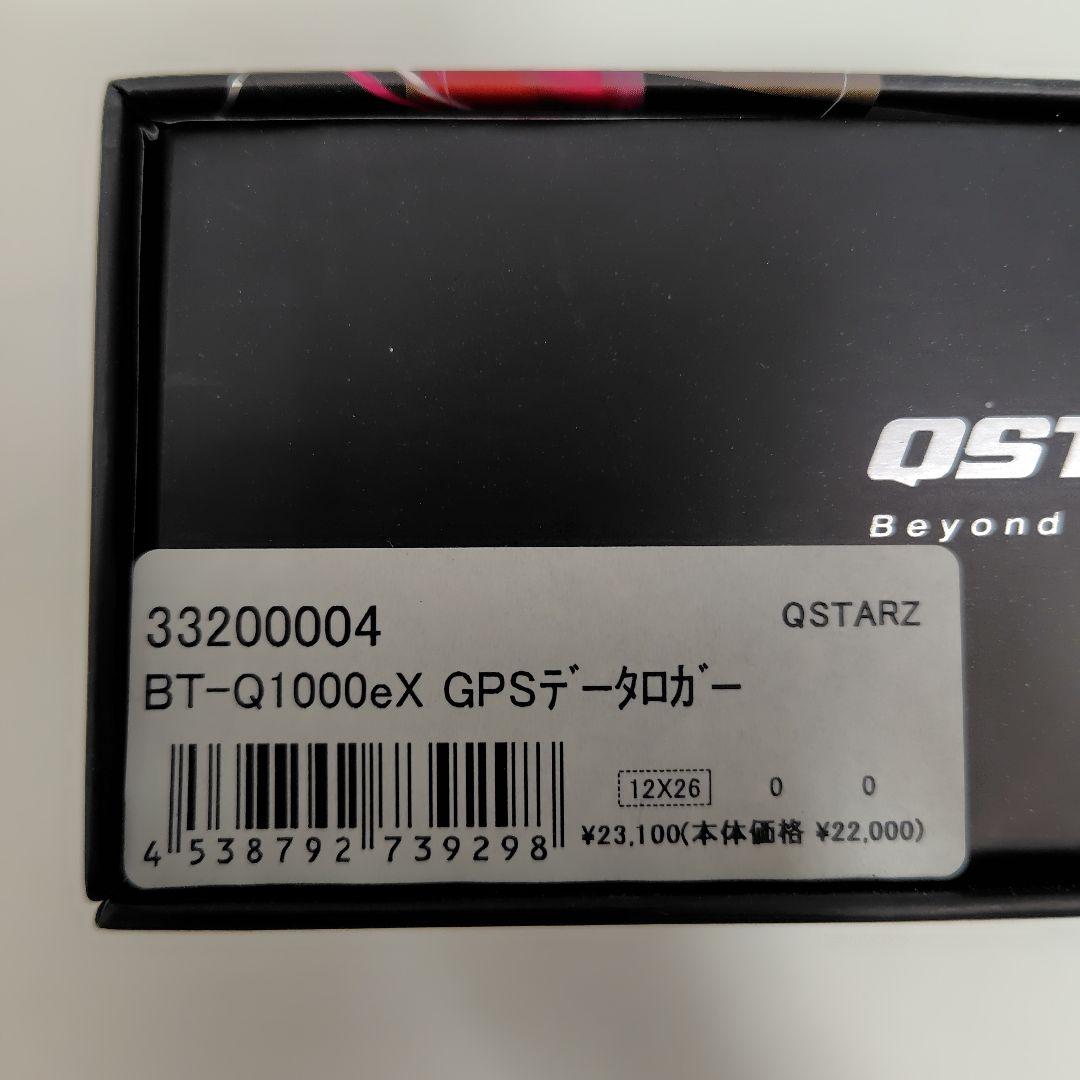 QST
Beyond
33200004
QSTARZ
BT-Q1000eX GPSﾃﾞｰﾀﾛｶﾞｰ
12X26 0 0
¥23,100(本体価格 ¥22,000)
4 538792 739298